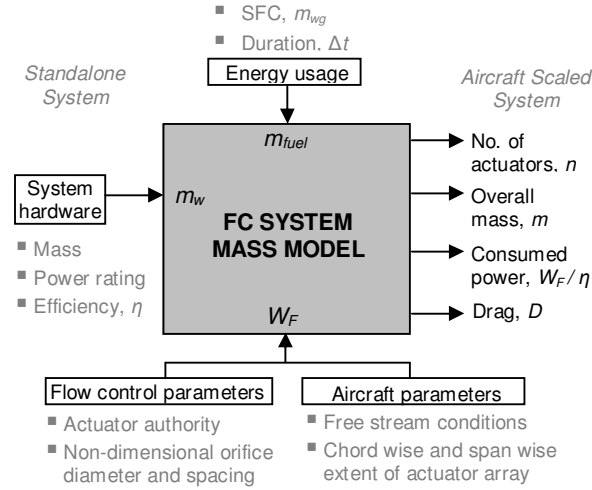 ■ SFC, m_wg
■ Duration, Δt
Standalone
System
Energy usage
Aircraft Scaled
System
m_fuel
No. of
actuators, n
System
hardware
m_w
FC SYSTEM
MASS MODEL
Overall
mass, m
■ Mass
■ Power rating
■ Efficiency, η
Consumed
power, W_F / η
W_F
Drag, D
Flow control parameters
■ Actuator authority
■ Non-dimensional orifice
diameter and spacing
Aircraft parameters
■ Free stream conditions
■ Chord wise and span wise
extent of actuator array